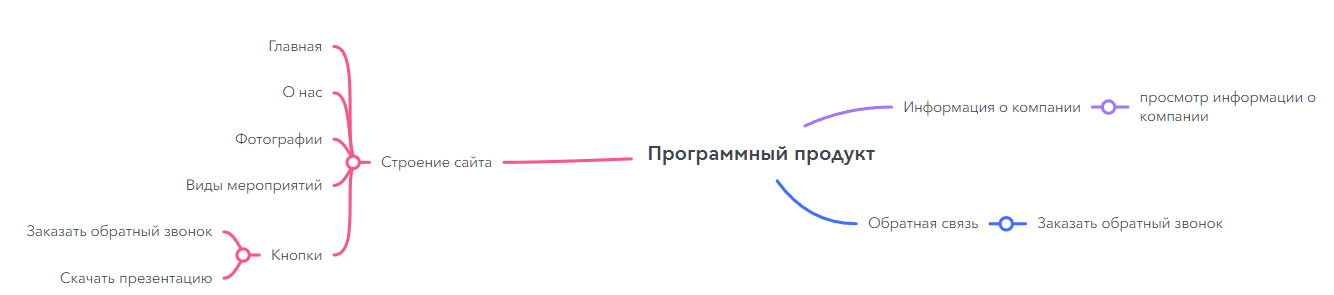 Главная
О нас
Фотографии
Виды мероприятий
Заказать обратный звонок
Скачать презентацию
Кнопки
Строение сайта
Программный продукт
Информация о компании
просмотр информации о
компании
Обратная связь
Заказать обратный звонок